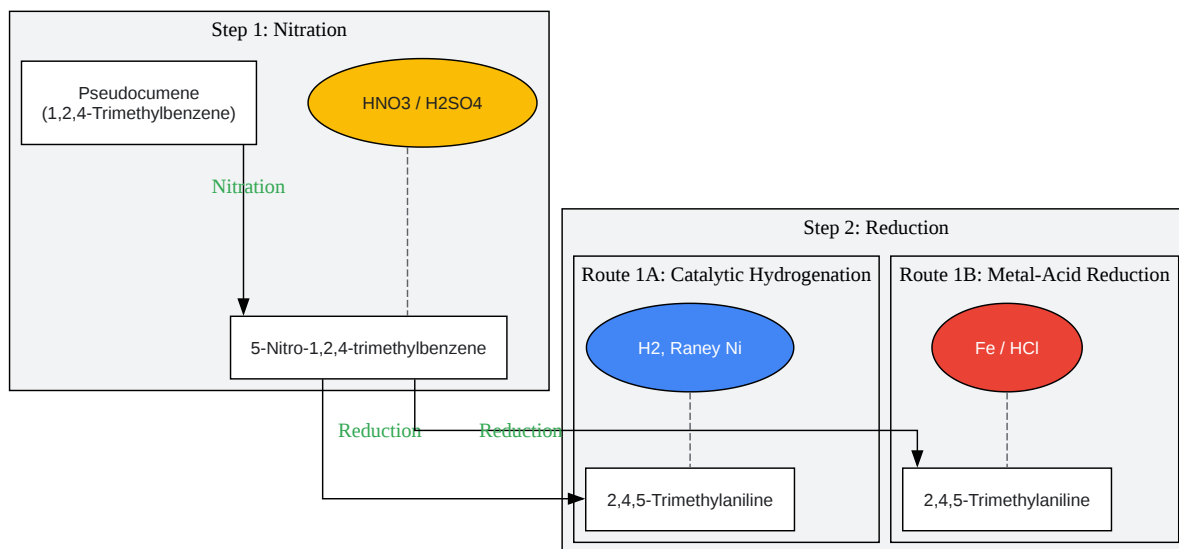 Step 1: Nitration
Pseudocumene
(1,2,4-Trimethylbenzene)
HNO3 / H2SO4
Nitration
5-Nitro-1,2,4-trimethylbenzene
Step 2: Reduction
Route 1A: Catalytic Hydrogenation
Route 1B: Metal-Acid Reduction
H2, Raney Ni
Fe / HCl
Reduction
Reduction
2,4,5-Trimethylaniline
2,4,5-Trimethylaniline